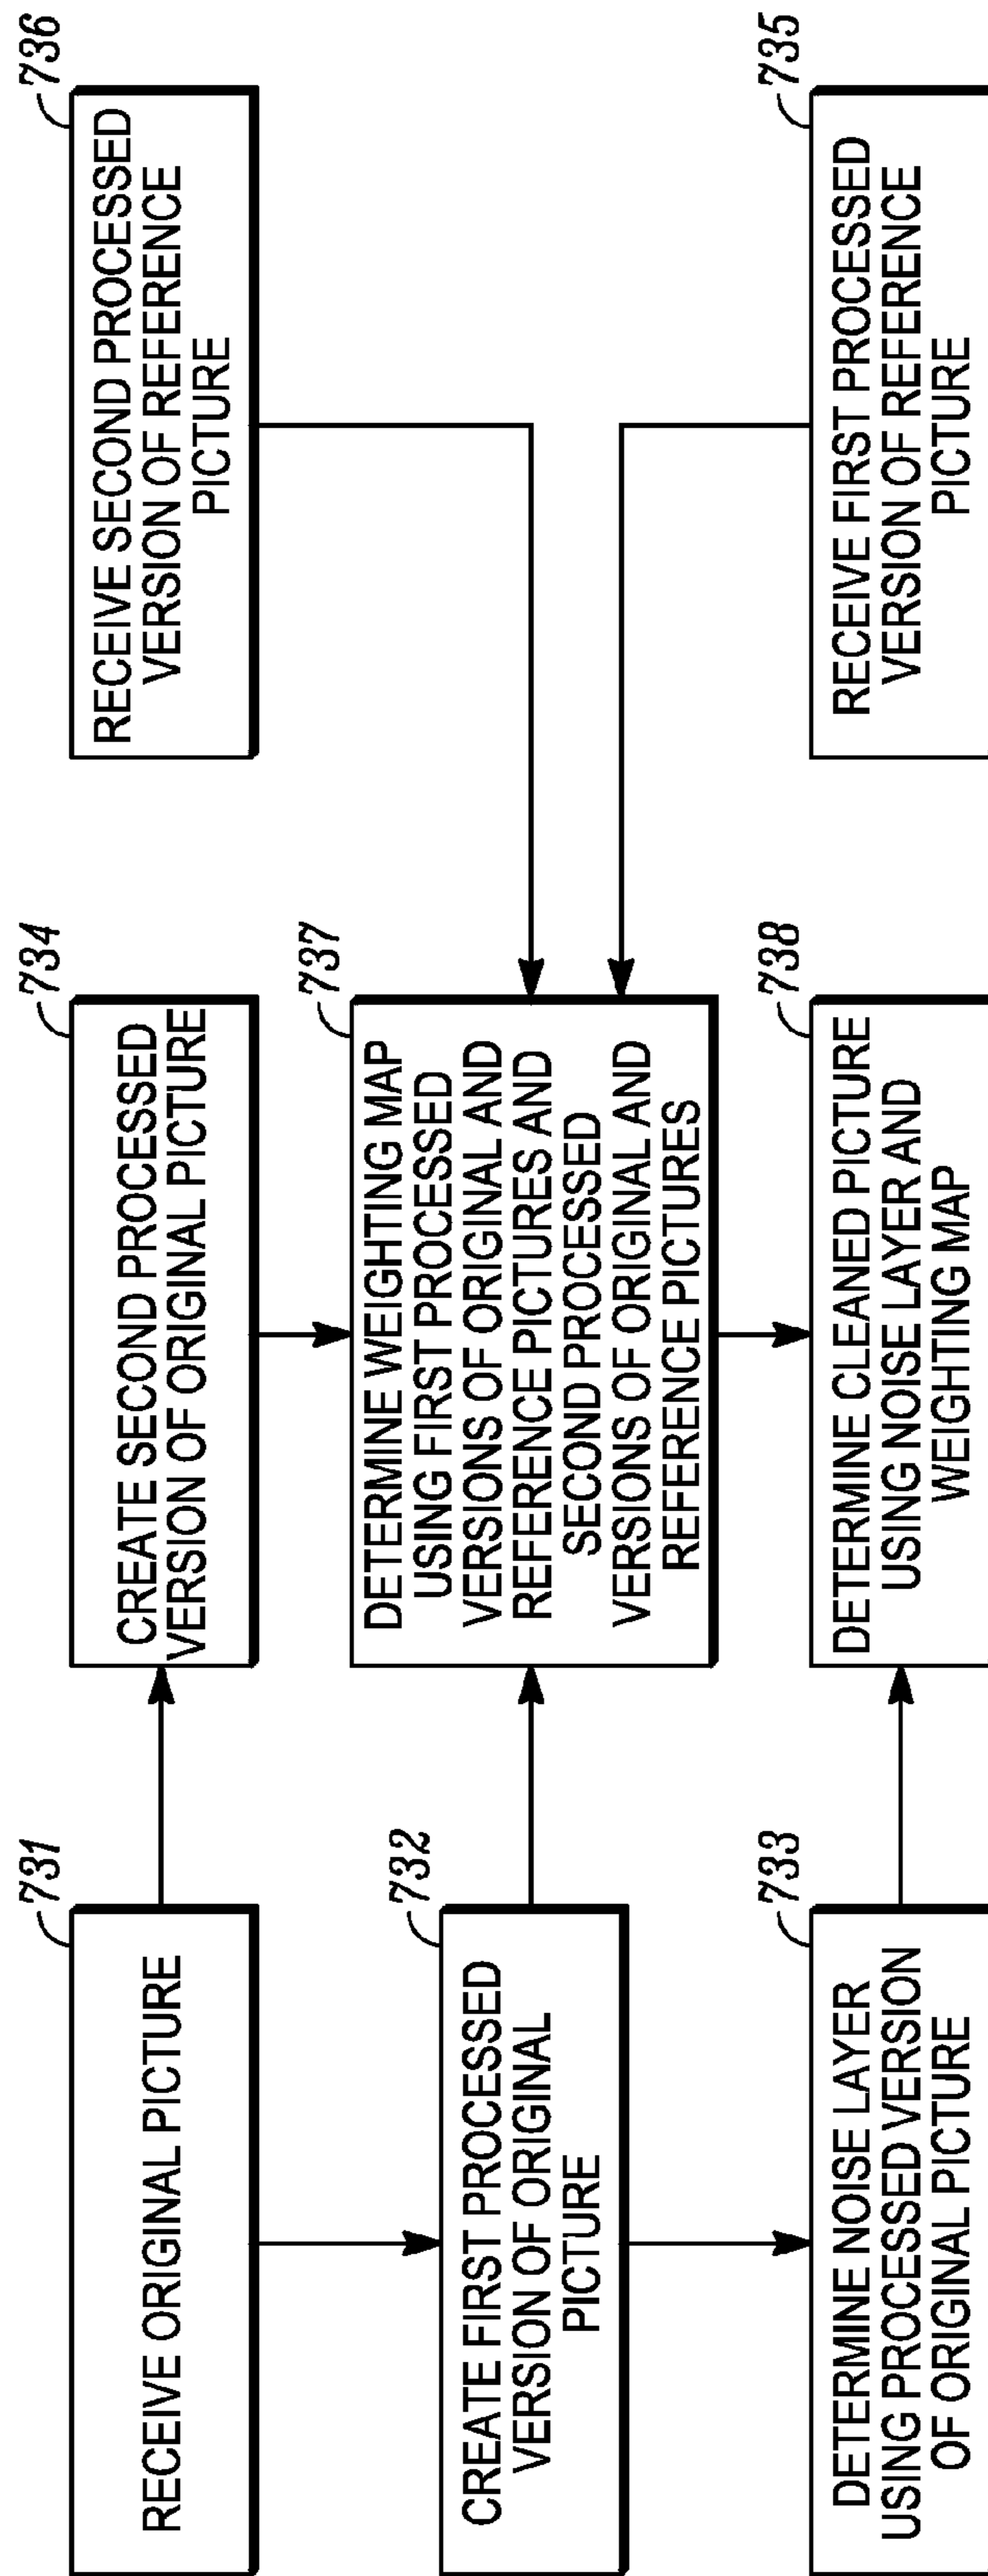 731
RECEIVE ORIGINAL PICTURE
732
CREATE FIRST PROCESSED
VERSION OF ORIGINAL
PICTURE
733
DETERMINE NOISE LAYER
USING PROCESSED VERSION
OF ORIGINAL PICTURE
734
CREATE SECOND PROCESSED
VERSION OF ORIGINAL PICTURE
737
DETERMINE WEIGHTING MAP
USING FIRST PROCESSED
VERSIONS OF ORIGINAL AND
REFERENCE PICTURES AND
SECOND PROCESSED
VERSIONS OF ORIGINAL AND
REFERENCE PICTURES
738
DETERMINE CLEANED PICTURE
USING NOISE LAYER AND
WEIGHTING MAP
736
RECEIVE SECOND PROCESSED
VERSION OF REFERENCE
PICTURE
735
RECEIVE FIRST PROCESSED
VERSION OF REFERENCE
PICTURE